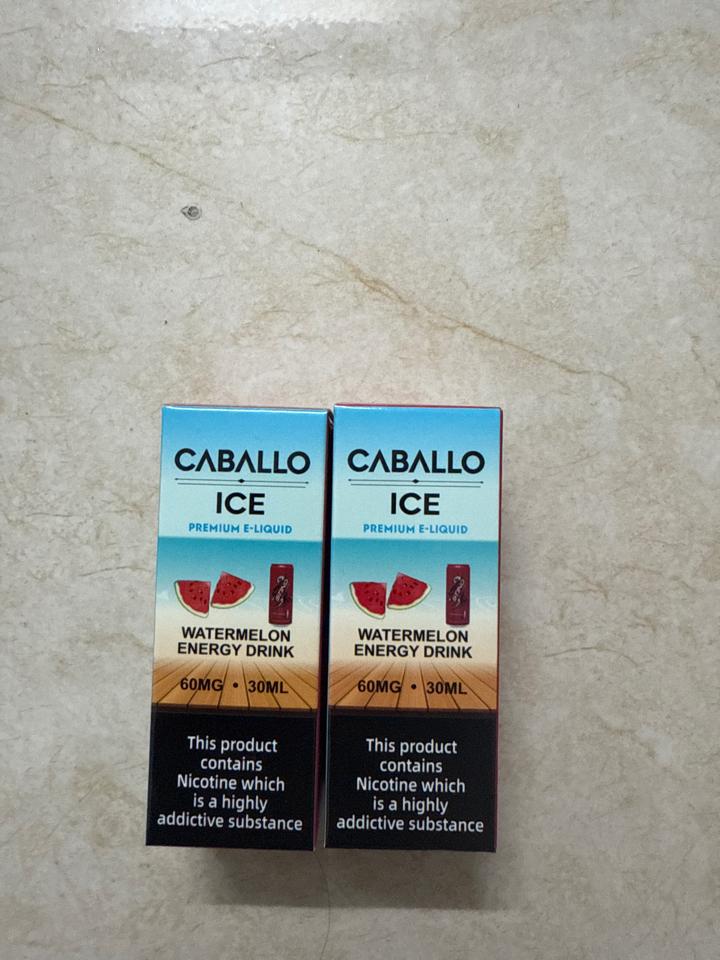 CABALLO
ICE
PREMIUM E-LIQUID
WATERMELON
ENERGY DRINK
60MG • 30ML
This product
contains
Nicotine which
is a highly
addictive substance
CABALLO
ICE
PREMIUM E-LIQUID
WATERMELON
ENERGY DRINK
60MG • 30ML
This product
contains
Nicotine which
is a highly
addictive substance